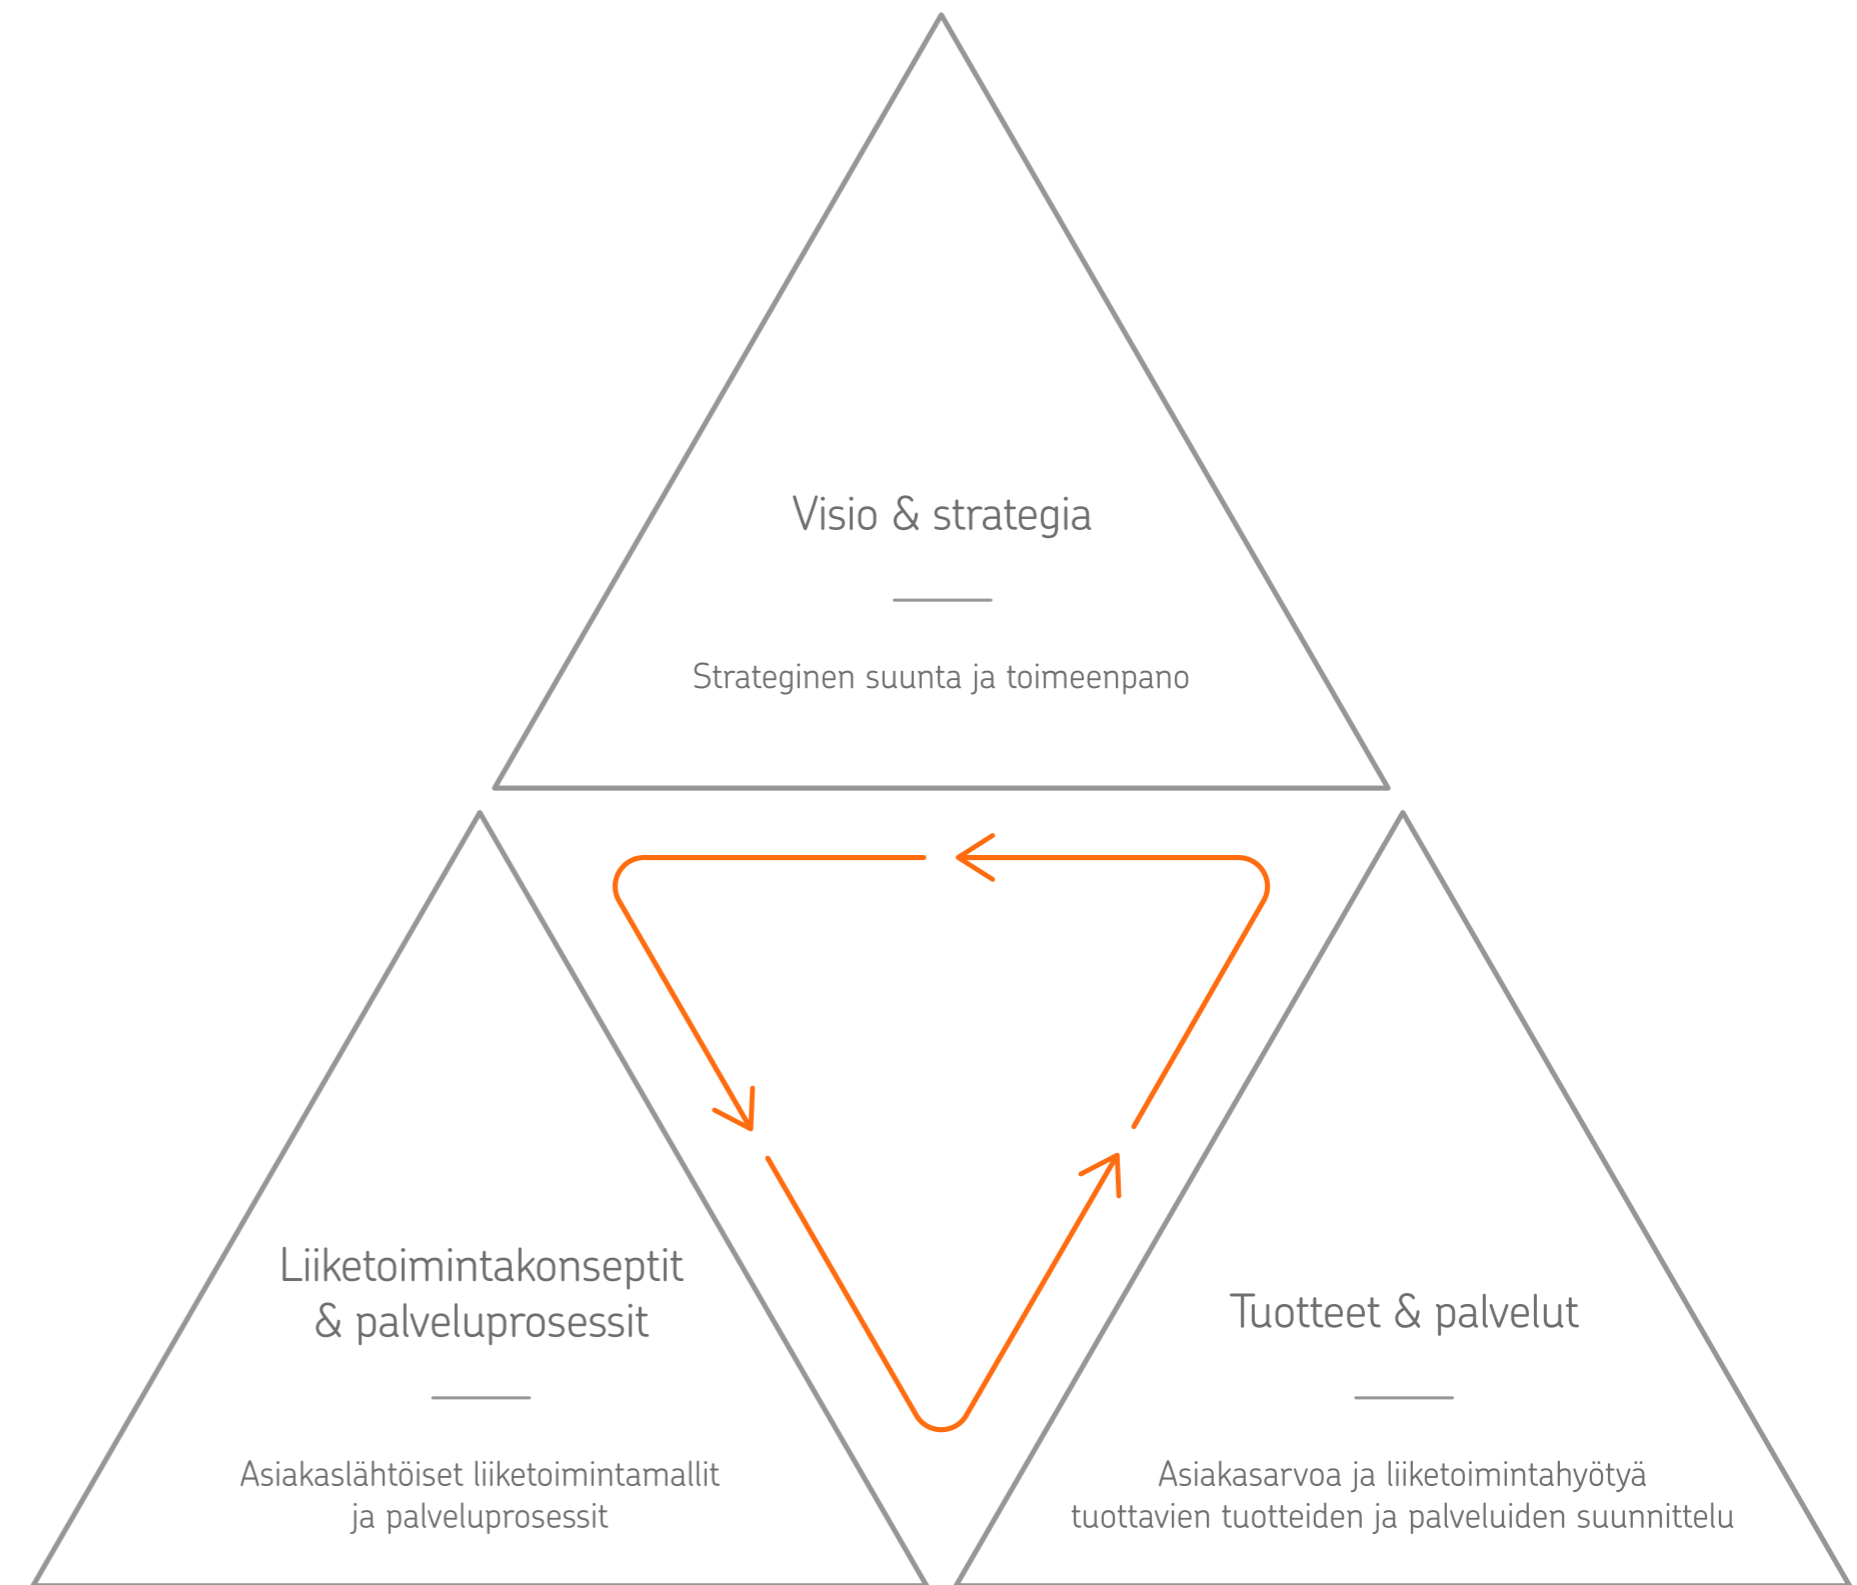 Visio & strategia
Strateginen suunta ja toimeenpano
Liiketoimintakonseptit
& palveluprosessit
Asiakaslähtöiset liiketoimintamallit
ja palveluprosessit
Tuotteet & palvelut
Asiakasarvoa ja liiketoimintahyötyä
tuottavien tuotteiden ja palveluiden suunnittelu